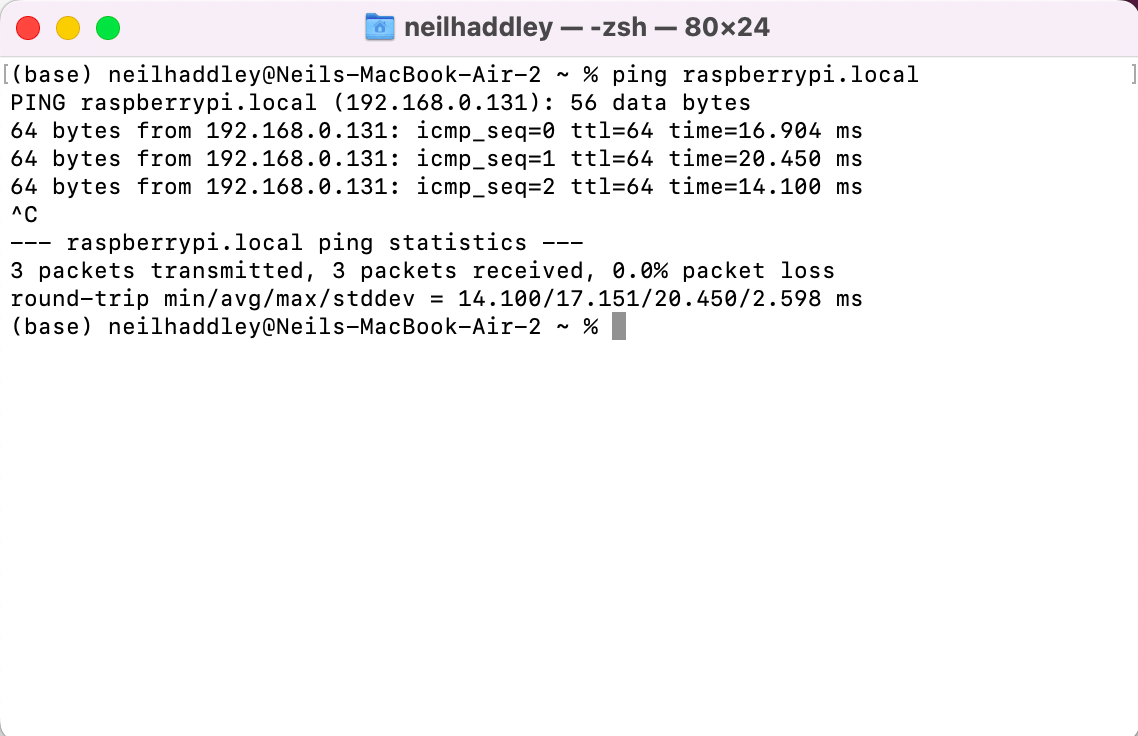 neilhaddley — -zsh — 80×24
[(base) neilhaddley@Neils-MacBook-Air-2 ~ % ping raspberrypi.local ]
PING raspberrypi.local (192.168.0.131): 56 data bytes
64 bytes from 192.168.0.131: icmp_seq=0 ttl=64 time=16.904 ms
64 bytes from 192.168.0.131: icmp_seq=1 ttl=64 time=20.450 ms
64 bytes from 192.168.0.131: icmp_seq=2 ttl=64 time=14.100 ms
^C
--- raspberrypi.local ping statistics ---
3 packets transmitted, 3 packets received, 0.0% packet loss
round-trip min/avg/max/stddev = 14.100/17.151/20.450/2.598 ms
(base) neilhaddley@Neils-MacBook-Air-2 ~ %